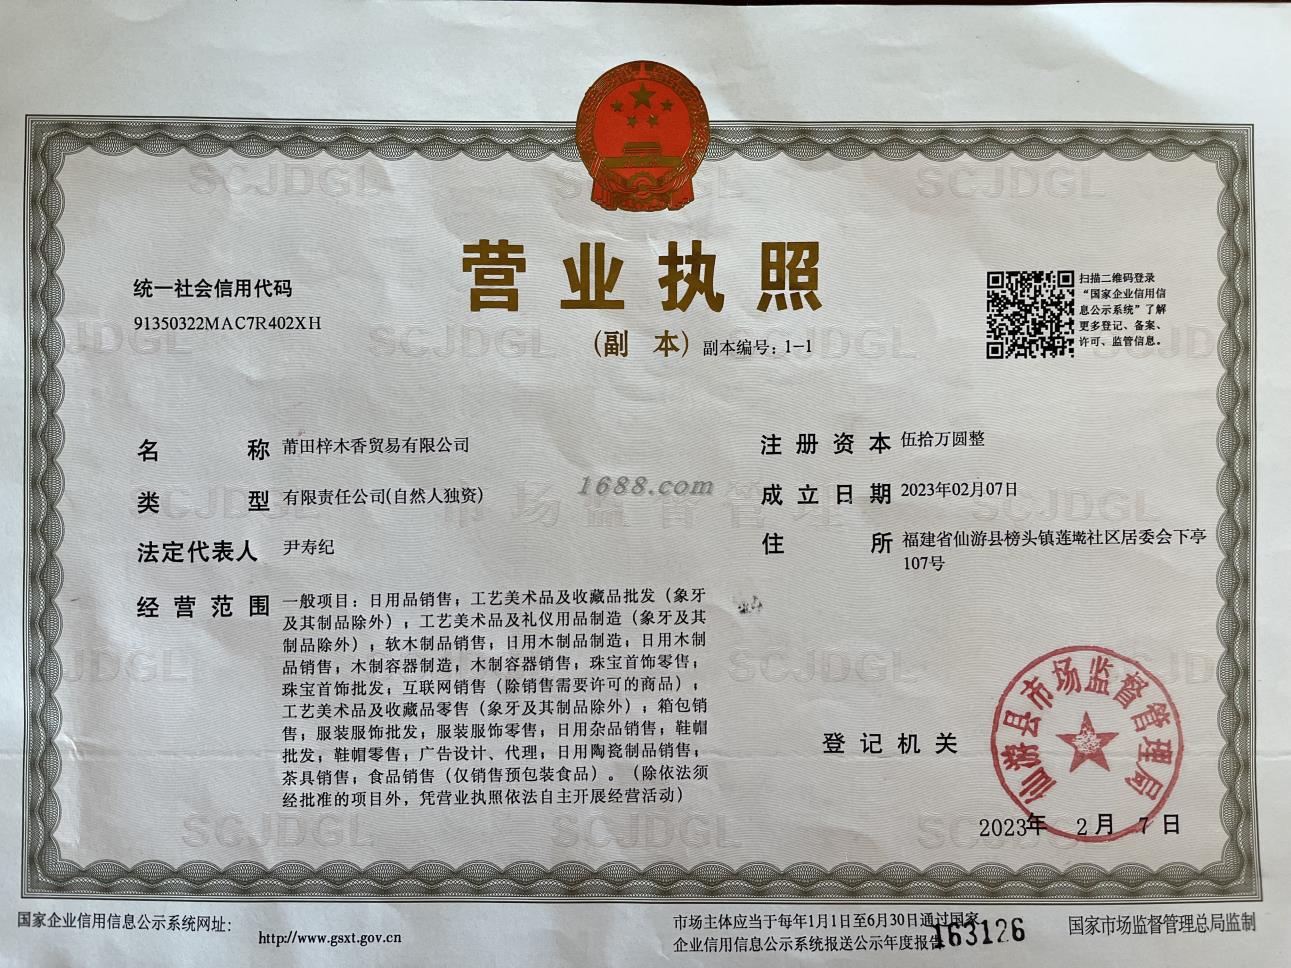 营业执照
(副 本) 副本编号：1-1
统一社会信用代码
91350322MAC7R402XH
扫描二维码登录
“国家企业信用信
息公示系统”了解
更多登记、备案、
许可、监管信息。
名 称 莆田梓木香贸易有限公司
类 型 有限责任公司(自然人独资)
法定代表人 尹寿纪
经营范围 一般项目：日用品销售；工艺美术品及收藏品批发（象牙
及其制品除外）；工艺美术品及礼仪用品制造（象牙及其
制品除外）；软木制品销售；日用木制品制造；日用木制
品销售；木制容器制造；木制容器销售；珠宝首饰零售；
珠宝首饰批发；互联网销售（除销售需要许可的商品）；
工艺美术品及收藏品零售（象牙及其制品除外）；箱包销
售；服装服饰批发；服装服饰零售；日用杂品销售；鞋帽
批发；鞋帽零售；广告设计、代理；日用陶瓷制品销售；
茶具销售；食品销售（仅销售预包装食品）。（除依法须
经批准的项目外，凭营业执照依法自主开展经营活动）
注册资本 伍拾万圆整
成立日期 2023年02月07日
住 所 福建省仙游县榜头镇莲墘社区居委会下亭
107号
1688.com
市场监督管理
SCJDGL
登记机关
仙游县市场监督管理局
2023年 2月 7日
国家企业信用信息公示系统网址：
http://www.gsxt.gov.cn
市场主体应当于每年1月1日至6月30日通过国家
企业信用信息公示系统报送公示年度报告
163126
国家市场监督管理总局监制